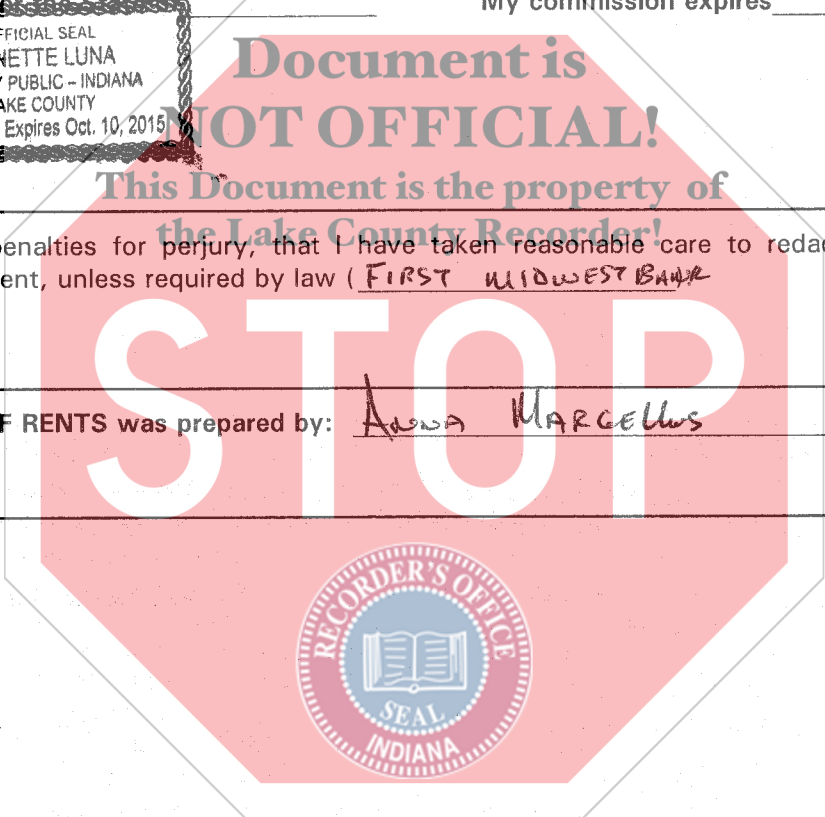 My commission expires
FFICIAL SEAL
NETTE LUNA
Y PUBLIC – INDIANA
AKE COUNTY
Expires Oct. 10, 2015
Document is
NOT OFFICIAL!
This Document is the property of
the Lake County Recorder!
enalties for perjury, that I have taken reasonable care to reda
ent, unless required by law ( FIRST MIDWEST BANK
STOP
F RENTS was prepared by: ANNA MARCELLUS
RECORDER'S OFFICE
SEAL
INDIANA